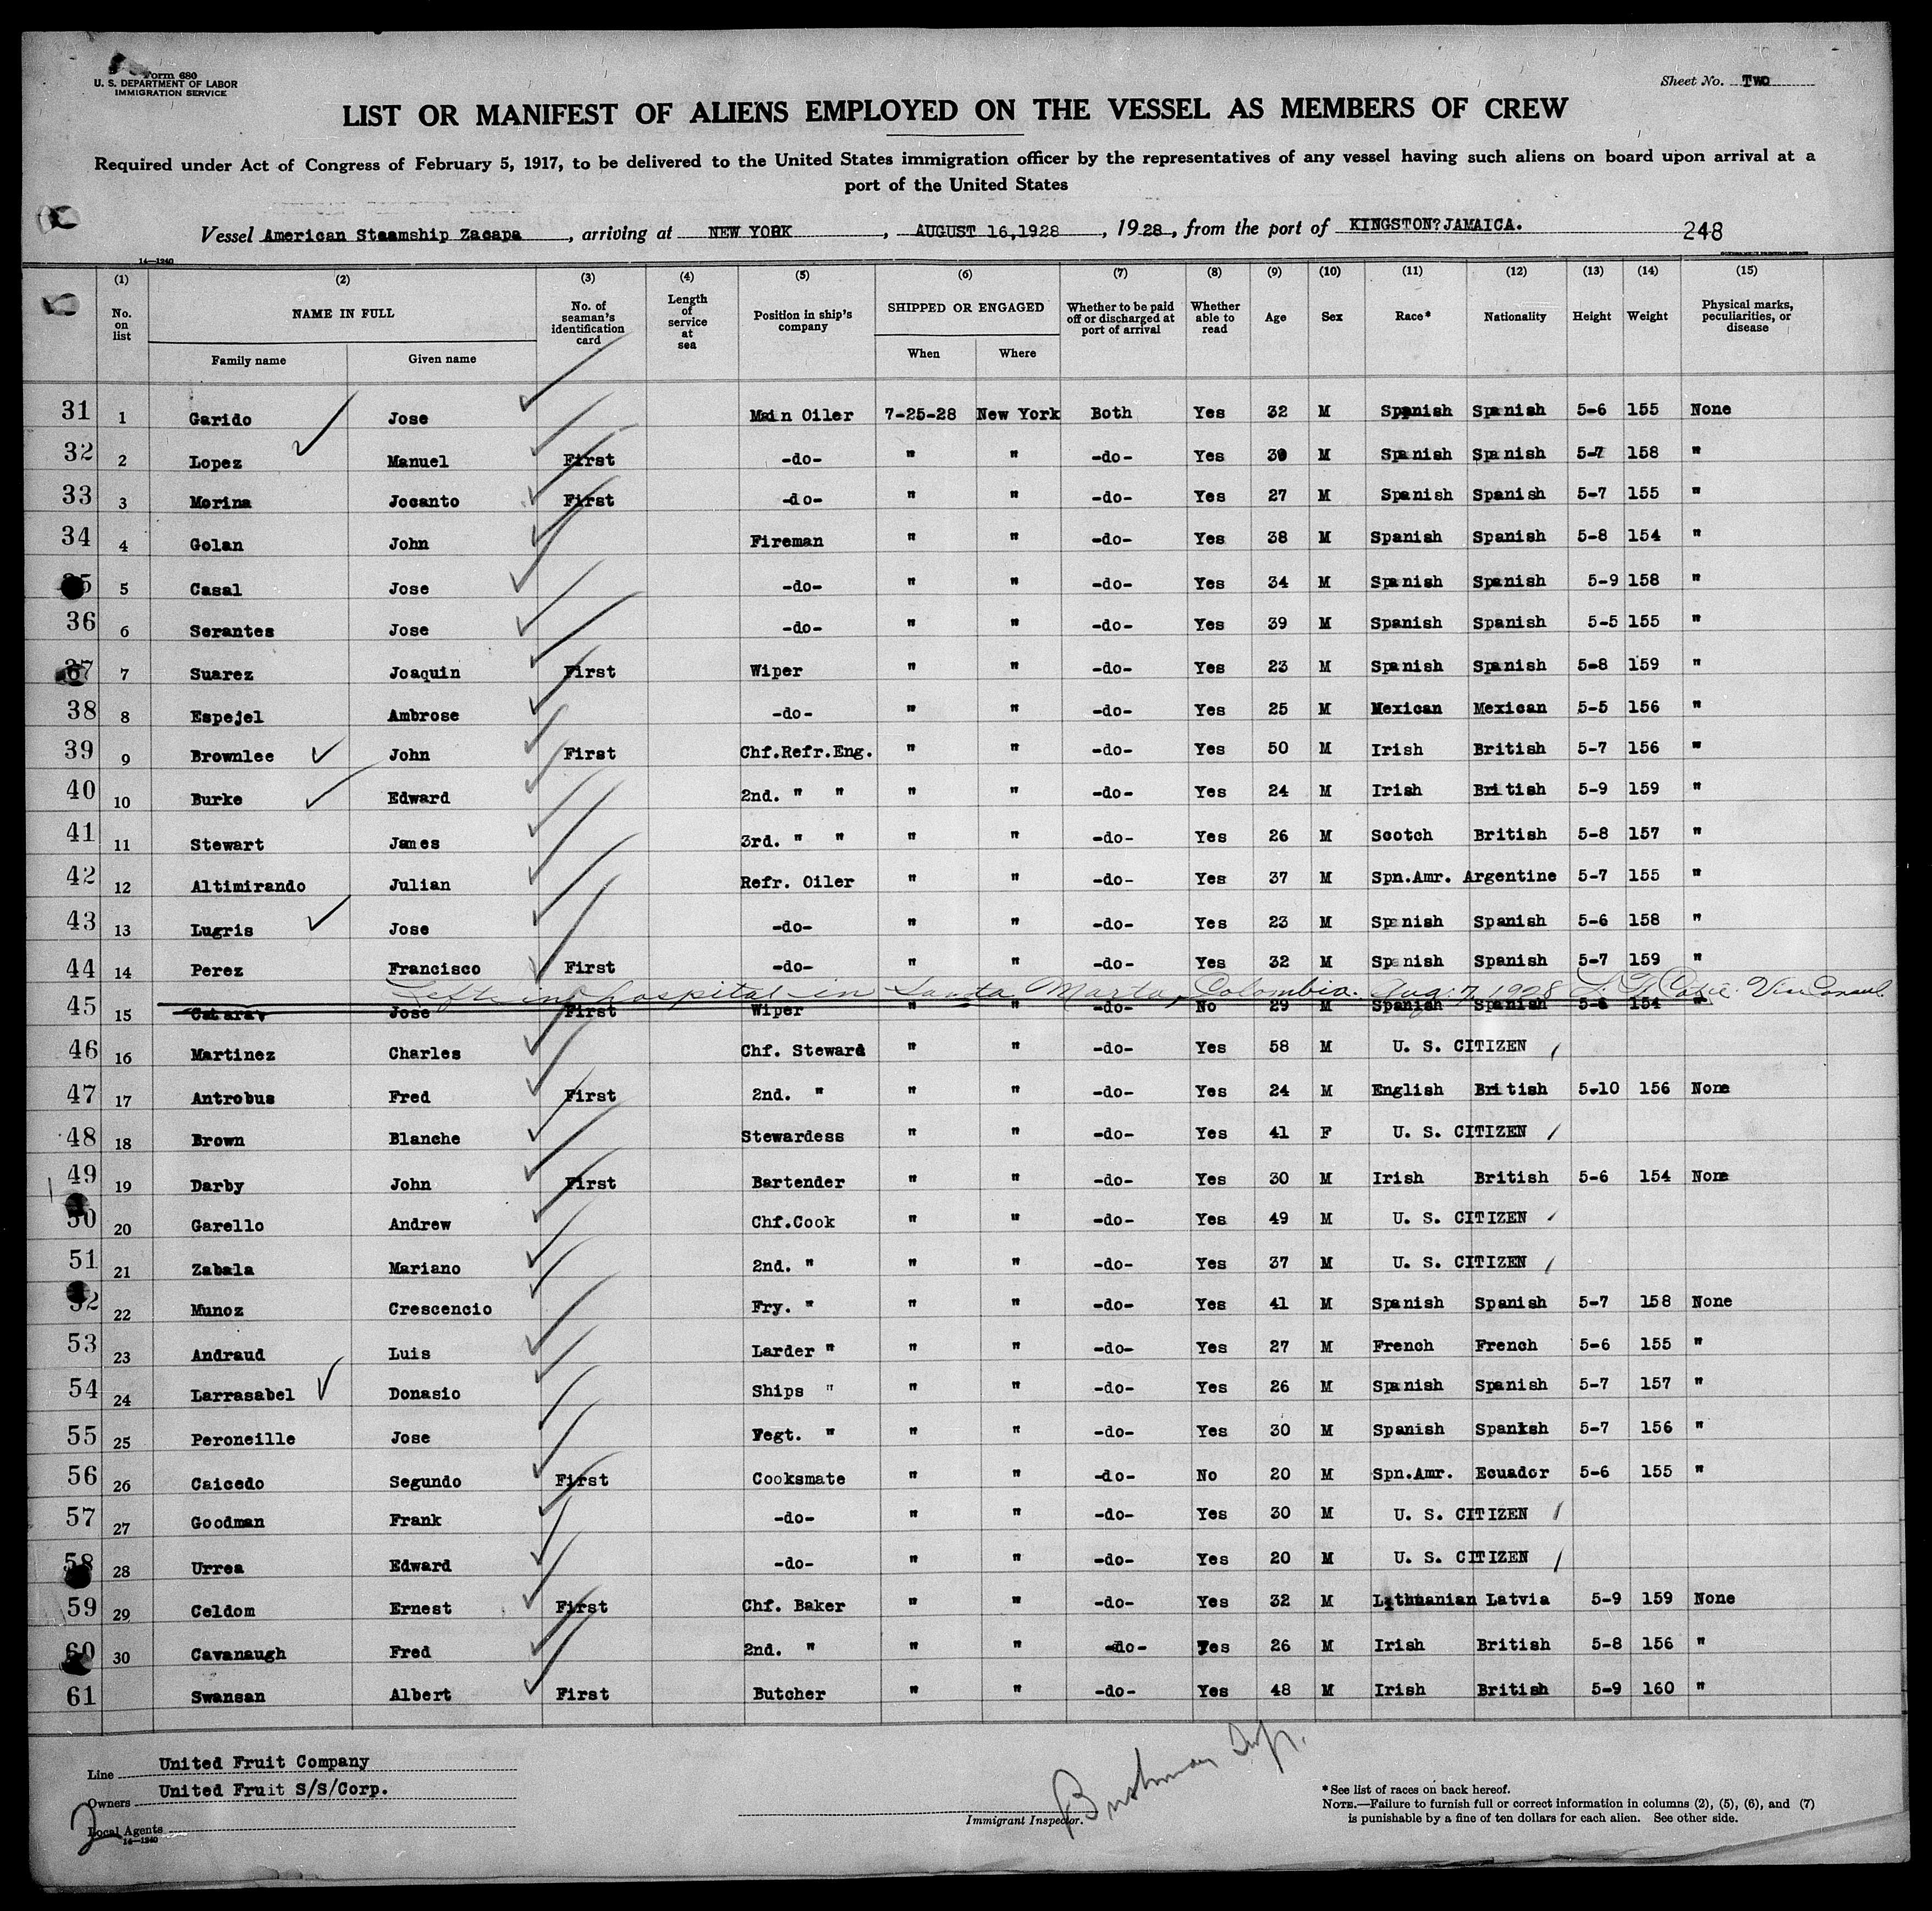 Form 680
U. S. DEPARTMENT OF LABOR
IMMIGRATION SERVICE
Sheet No. Two
LIST OR MANIFEST OF ALIENS EMPLOYED ON THE VESSEL AS MEMBERS OF CREW
Required under Act of Congress of February 5, 1917, to be delivered to the United States immigration officer by the representatives of any vessel having such aliens on board upon arrival at a
port of the United States
Vessel American Steamship Zacapa, arriving at NEW YORK, AUGUST 16,1928, 1928, from the port of KINGSTON?JAMAICA. 248
14—1240
(1) (2) (3) (4) (5) (6) (7) (8) (9) (10) (11) (12) (13) (14) (15)
No. on list NAME IN FULL Family name Given name No. of seaman's identification card Length of service at sea Position in ship's company SHIPPED OR ENGAGED When Where Whether to be paid off or discharged at port of arrival Whether able to read Age Sex Race* Nationality Height Weight Physical marks, peculiarities, or disease
31 1 Garido Jose Main Oiler 7-25-28 New York Both Yes 32 M Spanish Spanish 5-6 155 None
32 2 Lopez Manuel First -do- " " -do- Yes 39 M Spanish Spanish 5-7 158 "
33 3 Morina Jocanto First -do- " " -do- Yes 27 M Spanish Spanish 5-7 155 "
34 4 Golan John Fireman " " -do- Yes 38 M Spanish Spanish 5-8 154 "
35 5 Casal Jose -do- " " -do- Yes 34 M Spanish Spanish 5-9 158 "
36 6 Serantes Jose -do- " " -do- Yes 39 M Spanish Spanish 5-5 155 "
37 7 Suarez Joaquin First Wiper " " -do- Yes 23 M Spanish Spanish 5-8 159 "
38 8 Espejel Ambrose -do- " " -do- Yes 25 M Mexican Mexican 5-5 156 "
39 9 Brownlee John First Chf.Refr.Eng. " " -do- Yes 50 M Irish British 5-7 156 "
40 10 Burke Edward 2nd. " " " " -do- Yes 24 M Irish British 5-9 159 "
41 11 Stewart James 3rd. " " " " -do- Yes 26 M Scotch British 5-8 157 "
42 12 Altimirando Julian Refr. Oiler " " -do- Yes 37 M Spn.Amr. Argentine 5-7 155 "
43 13 Lugris Jose -do- " " -do- Yes 23 M Spanish Spanish 5-6 158 "
44 14 Perez Francisco First -do- " " -do- Yes 32 M Spanish Spanish 5-7 159 "
Left in hospital in Santa Marta, Colombia. Aug. 7, 1928 Vice Consul
45 15 Jose First Wiper " " -do- No 29 M Spanish Spanish 5-6 154 "
46 16 Martinez Charles Chf. Steward " " -do- Yes 58 M U. S. CITIZEN
47 17 Antrobus Fred First 2nd. " " " -do- Yes 24 M English British 5-10 156 None
48 18 Brown Blanche Stewardess " " -do- Yes 41 F U. S. CITIZEN
49 19 Darby John First Bartender " " -do- Yes 30 M Irish British 5-6 154 None
50 20 Garello Andrew Chf.Cook " " -do- Yes 49 M U. S. CITIZEN
51 21 Zabala Mariano 2nd. " " " -do- Yes 37 M U. S. CITIZEN
52 22 Munoz Crescencio Fry. " " " -do- Yes 41 M Spanish Spanish 5-7 158 None
53 23 Andraud Luis Larder " " " -do- Yes 27 M French French 5-6 155 "
54 24 Larrasabel Donasio Ships " " " -do- Yes 26 M Spanish Spanish 5-7 157 "
55 25 Peroneille Jose Vegt. " " " -do- Yes 30 M Spanish Spanish 5-7 156 "
56 26 Caicedo Segundo First Cooksmate " " -do- No 20 M Spn.Amr. Ecuador 5-6 155 "
57 27 Goodman Frank -do- " " -do- Yes 30 M U. S. CITIZEN
58 28 Urrea Edward -do- " " -do- Yes 20 M U. S. CITIZEN
59 29 Celdom Ernest First Chf. Baker " " -do- Yes 32 M Lithuanian Latvia 5-9 159 None
60 30 Cavanaugh Fred 2nd. " " " -do- Yes 26 M Irish British 5-8 156 "
61 Swansan Albert First Butcher " " -do- Yes 48 M Irish British 5-9 160 "
Line United Fruit Company
Owners United Fruit S/S/Corp.
Local Agents
14—1240
2
Bushman Insp.
Immigrant Inspector.
*See list of races on back hereof.
NOTE.—Failure to furnish full or correct information in columns (2), (5), (6), and (7)
is punishable by a fine of ten dollars for each alien. See other side.